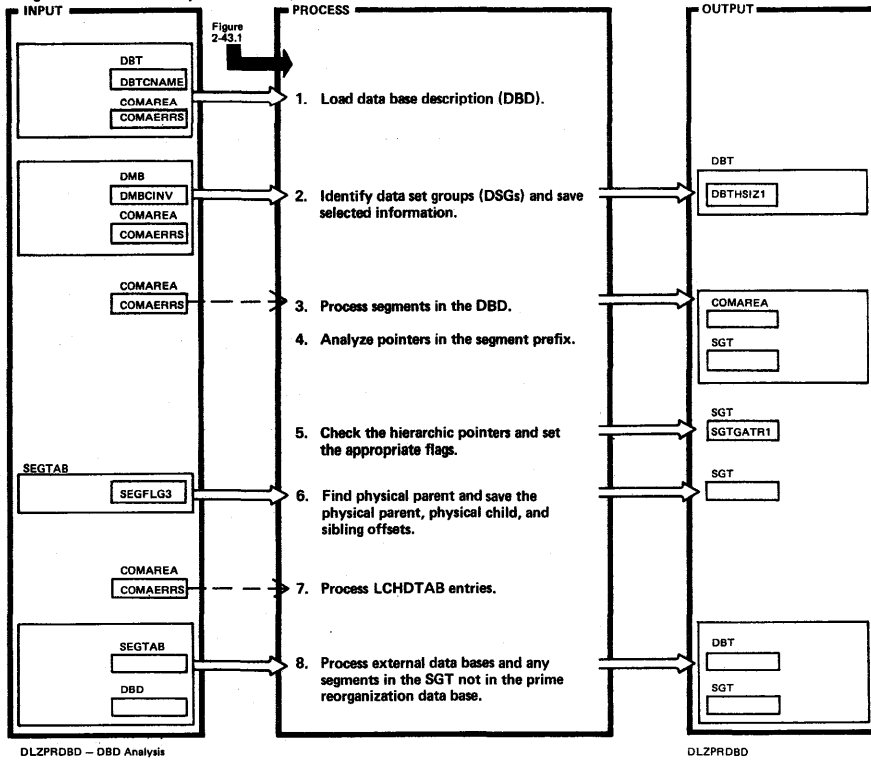 INPUT
PROCESS
OUTPUT
Figure
2-43.1
DBT
DBTCNAME
COMAREA
COMAERRS
1. Load data base description (DBD).
DMB
DMBCINV
COMAREA
COMAERRS
2. Identify data set groups (DSGs) and save
selected information.
DBT
DBTHSIZ1
COMAREA
COMAERRS
3. Process segments in the DBD.
4. Analyze pointers in the segment prefix.
COMAREA
SGT
5. Check the hierarchic pointers and set
the appropriate flags.
SGT
SGTGATR1
SEGTAB
SEGFLG3
6. Find physical parent and save the
physical parent, physical child, and
sibling offsets.
SGT
COMAREA
COMAERRS
7. Process LCHDTAB entries.
SEGTAB
DBD
8. Process external data bases and any
segments in the SGT not in the prime
reorganization data base.
DBT
SGT
DLZPRDBD — DBD Analysis
DLZPRDBD